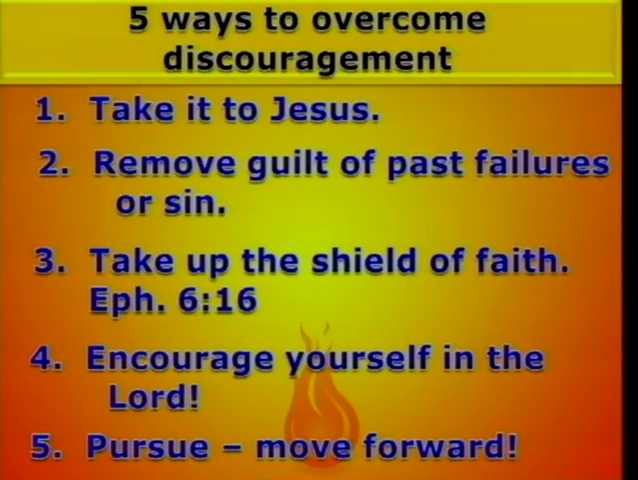 5 ways to overcome
discouragement
1. Take it to Jesus.
2. Remove guilt of past failures
or sin.
3. Take up the shield of faith.
Eph. 6:16
4. Encourage yourself in the
Lord!
5. Pursue – move forward!